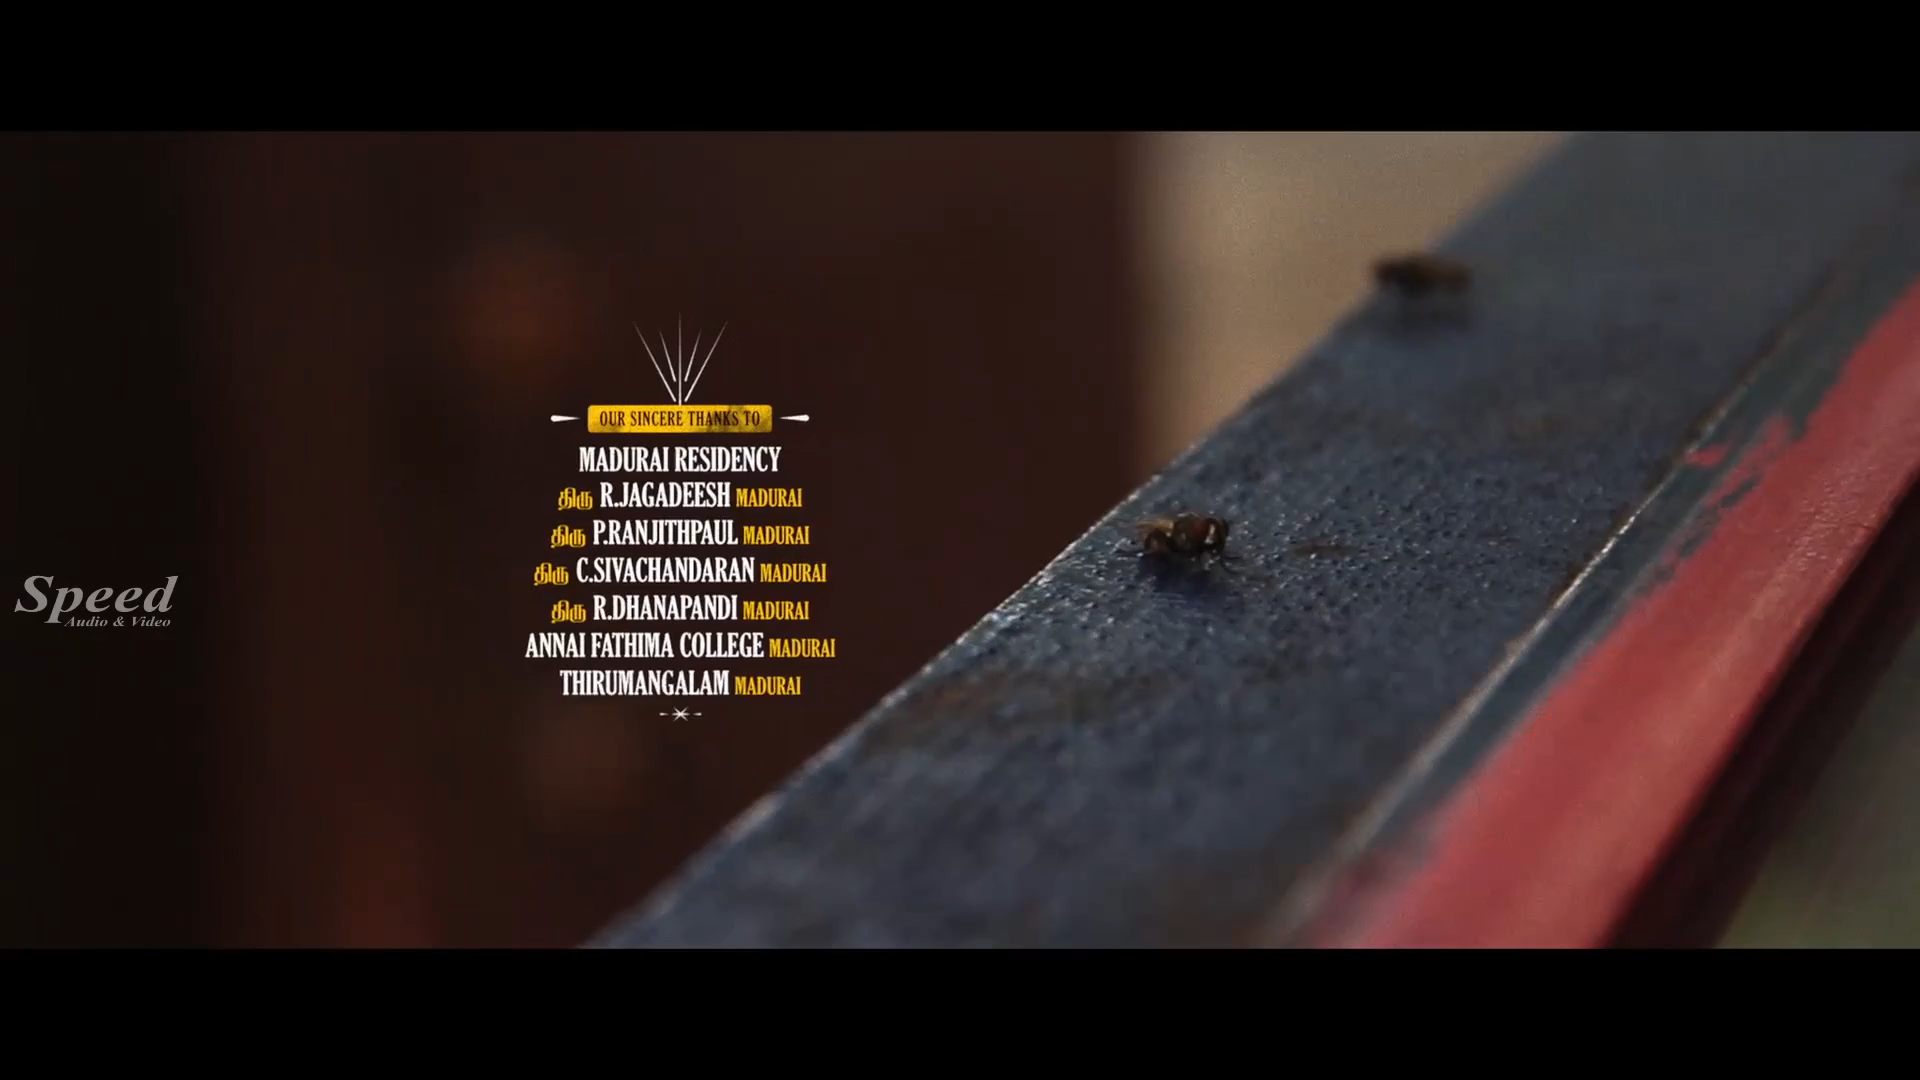 OUR SINCERE THANKS TO
MADURAI RESIDENCY
திரு R.JAGADEESH MADURAI
திரு P.RANJITHPAUL MADURAI
திரு C.SIVACHANDARAN MADURAI
திரு R.DHANAPANDI MADURAI
ANNAI FATHIMA COLLEGE MADURAI
THIRUMANGALAM MADURAI
Speed
Audio & Video